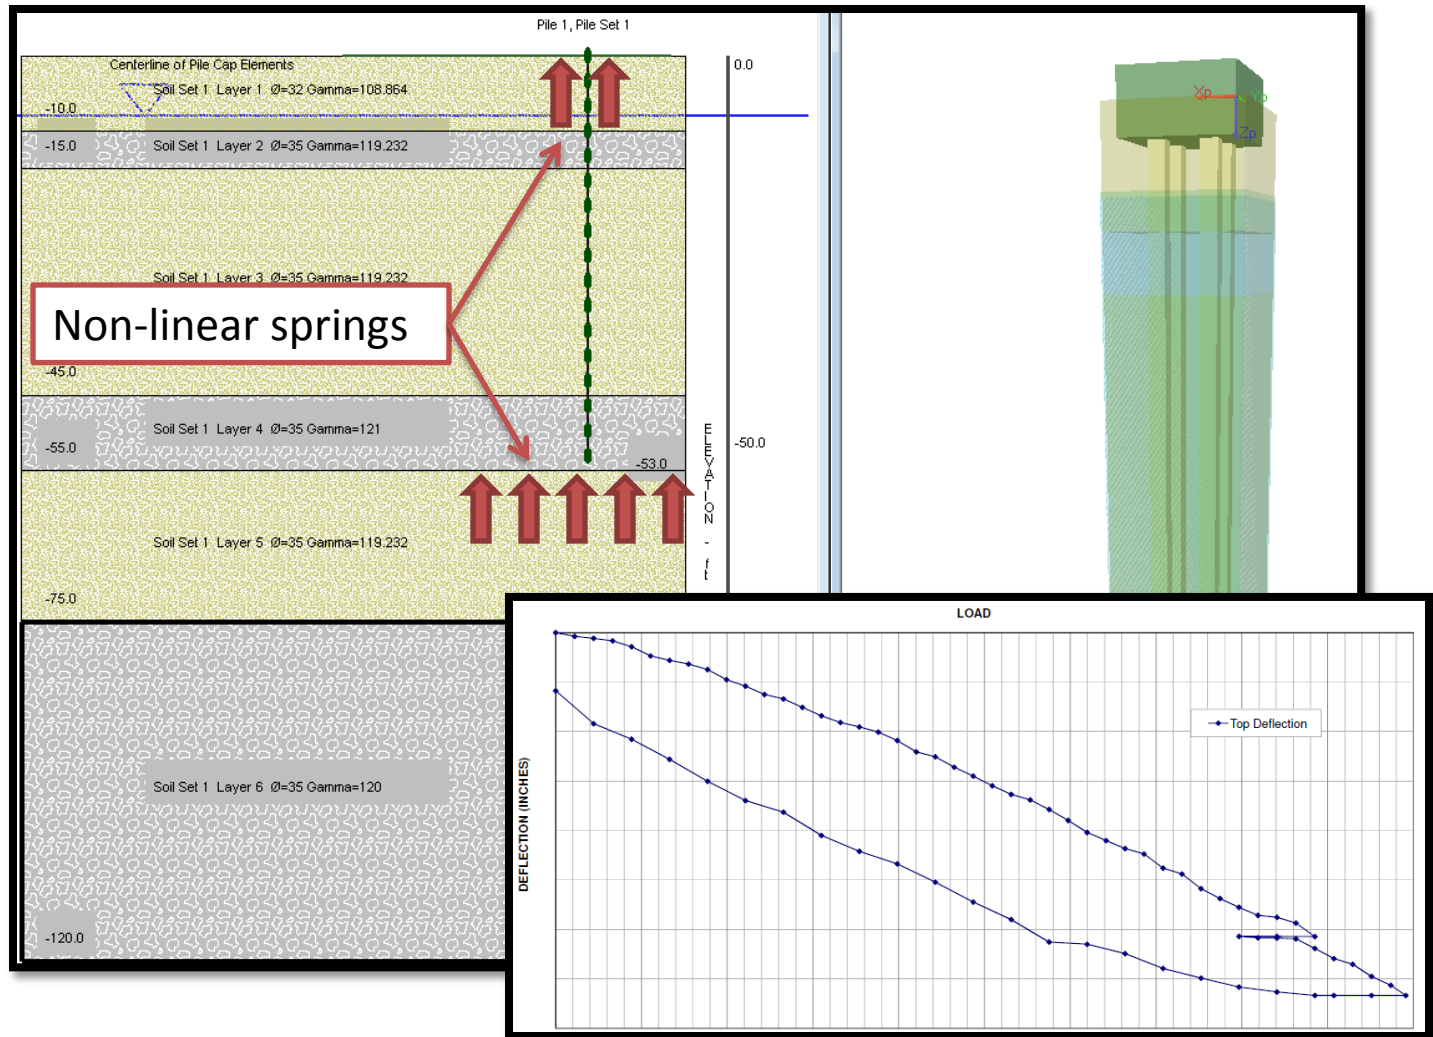 Pile 1, Pile Set 1
Centerline of Pile Cap Elements
0.0
Soil Set 1 Layer 1 Ø=32 Gamma=108.864
-10.0
-15.0
Soil Set 1 Layer 2 Ø=35 Gamma=119.232
Soil Set 1 Layer 3 Ø=35 Gamma=119.232
Non-linear springs
-45.0
Soil Set 1 Layer 4 Ø=35 Gamma=121
-55.0
-53.0
-50.0
ELEVATION - ft
Soil Set 1 Layer 5 Ø=35 Gamma=119.232
-75.0
Soil Set 1 Layer 6 Ø=35 Gamma=120
-120.0
Xp
Yp
Zp
LOAD
Top Deflection
DEFLECTION (INCHES)